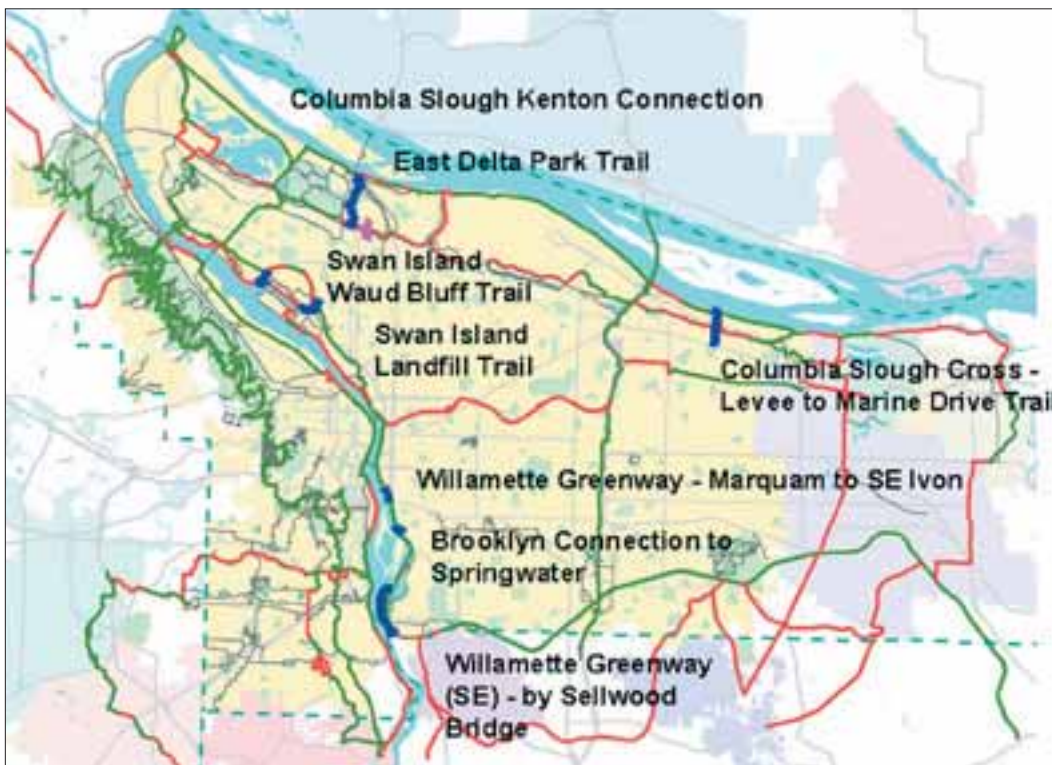 Columbia Slough Kenton Connection
East Delta Park Trail
Swan Island
Waud Bluff Trail
Swan Island
Landfill Trail
Columbia Slough Cross -
Levee to Marine Drive Trail
Willamette Greenway - Marquam to SE Ivon
Brooklyn Connection to
Springwater
Willamette Greenway
(SE) - by Sellwood
Bridge